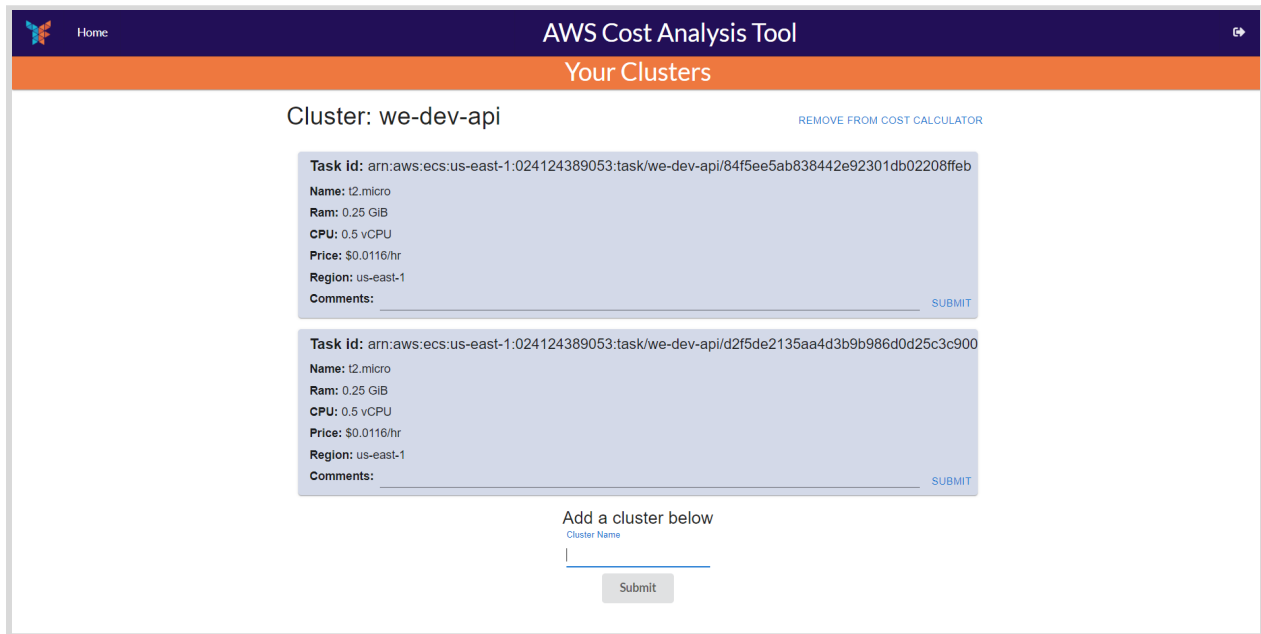 Home
AWS Cost Analysis Tool
Your Clusters
Cluster: we-dev-api
REMOVE FROM COST CALCULATOR
Task id: arn:aws:ecs:us-east-1:024124389053:task/we-dev-api/84f5ee5ab838442e92301db02208ffeb
Name: t2.micro
Ram: 0.25 GiB
CPU: 0.5 vCPU
Price: $0.0116/hr
Region: us-east-1
Comments:
SUBMIT
Task id: arn:aws:ecs:us-east-1:024124389053:task/we-dev-api/d2f5de2135aa4d3b9b986d0d25c3c900
Name: t2.micro
Ram: 0.25 GiB
CPU: 0.5 vCPU
Price: $0.0116/hr
Region: us-east-1
Comments:
SUBMIT
Add a cluster below
Cluster Name
Submit